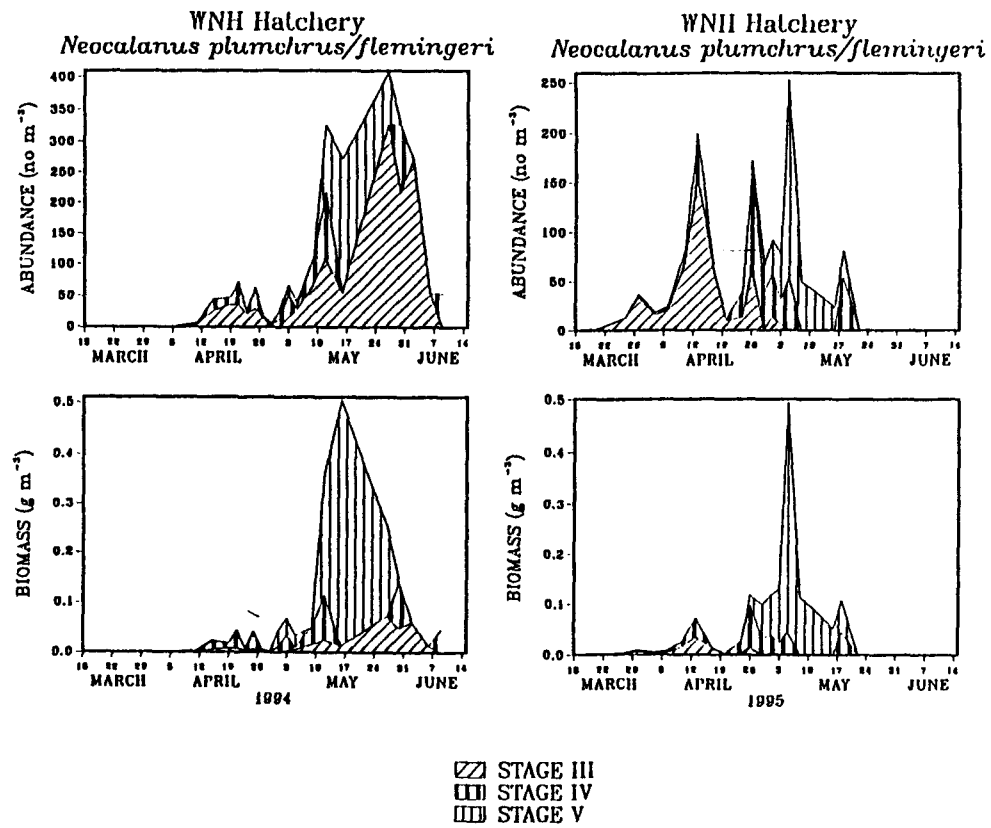 WNH Hatchery
Neocalanus plumchrus/flemingeri
WNH Hatchery
Neocalanus plumchrus/flemingeri
ABUNDANCE (no m⁻³)
400
350
300
250
200
150
100
50
0
MARCH APRIL MAY JUNE
ABUNDANCE (no m⁻³)
250
200
150
100
50
0
MARCH APRIL MAY JUNE
BIOMASS (g m⁻³)
0.5
0.4
0.3
0.2
0.1
0.0
MARCH APRIL MAY JUNE
1994
BIOMASS (g m⁻³)
0.5
0.4
0.3
0.2
0.1
0.0
MARCH APRIL MAY JUNE
1995
STAGE III
STAGE IV
STAGE V